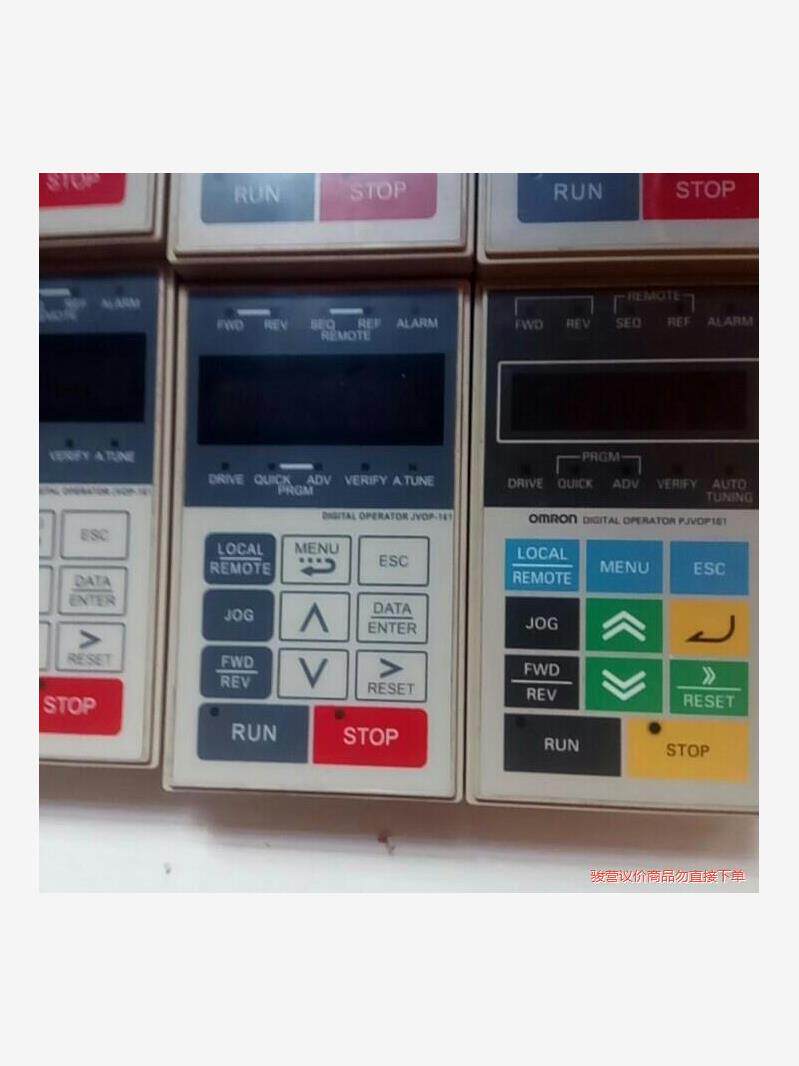 STOP
RUN STOP
RUN STOP
ALARM
VERIFY A.TUNE
ESC
DATA
ENTER
>
RESET
STOP
FWD REV SEQ REF ALARM
REMOTE
DRIVE QUICK ADV VERIFY A.TUNE
PRGM
DIGITAL OPERATOR JVOP-161
LOCAL MENU ESC
REMOTE
JOG DATA
ENTER
FWD >
REV RESET
RUN STOP
REMOTE
FWD REV SEQ REF ALARM
PRGM
DRIVE QUICK ADV VERIFY AUTO
TUNING
OMRON DIGITAL OPERATOR PJVOP161
LOCAL MENU ESC
REMOTE
JOG
FWD
REV RESET
RUN STOP
骏营议价商品勿直接下单